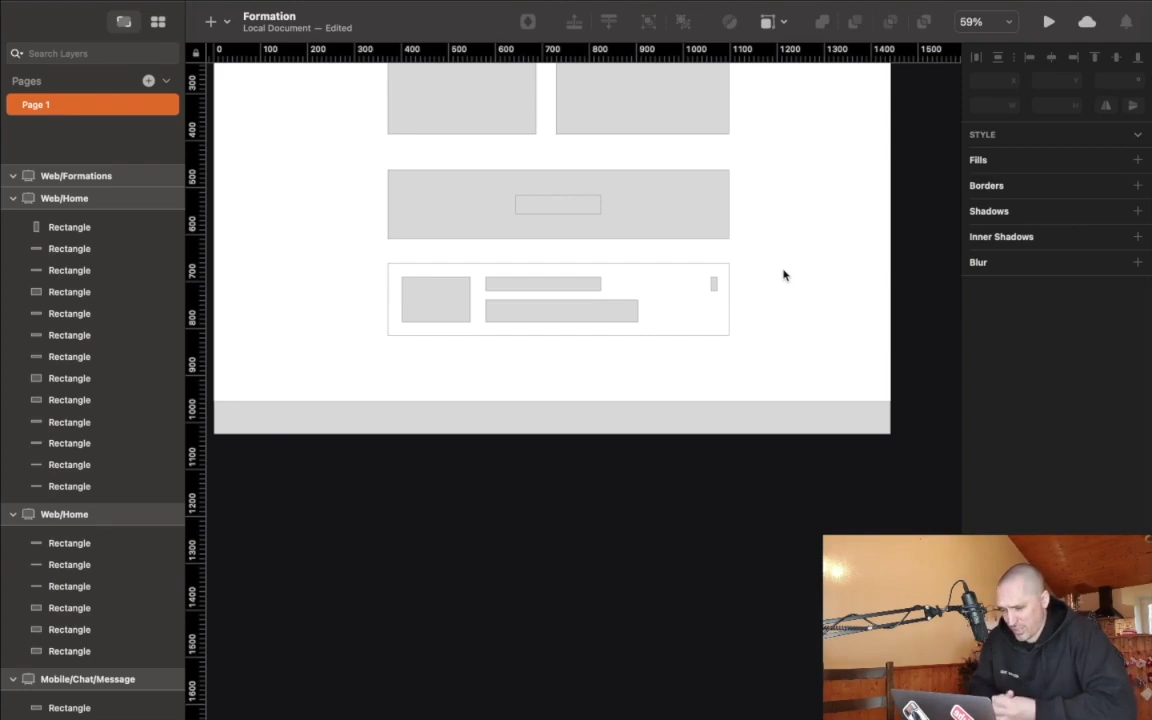 Formation
Local Document — Edited
59%
Search Layers
Pages
Page 1
Web/Formations
Web/Home
Rectangle
Rectangle
Rectangle
Rectangle
Rectangle
Rectangle
Rectangle
Rectangle
Rectangle
Rectangle
Rectangle
Rectangle
Rectangle
Web/Home
Rectangle
Rectangle
Rectangle
Rectangle
Rectangle
Rectangle
Mobile/Chat/Message
Rectangle
0 100 200 300 400 500 600 700 800 900 1000 1100 1200 1300 1400 1500
300
400
500
600
700
800
900
1000
1100
1200
1300
1400
1500
1600
X Y
W H
STYLE
Fills
Borders
Shadows
Inner Shadows
Blur